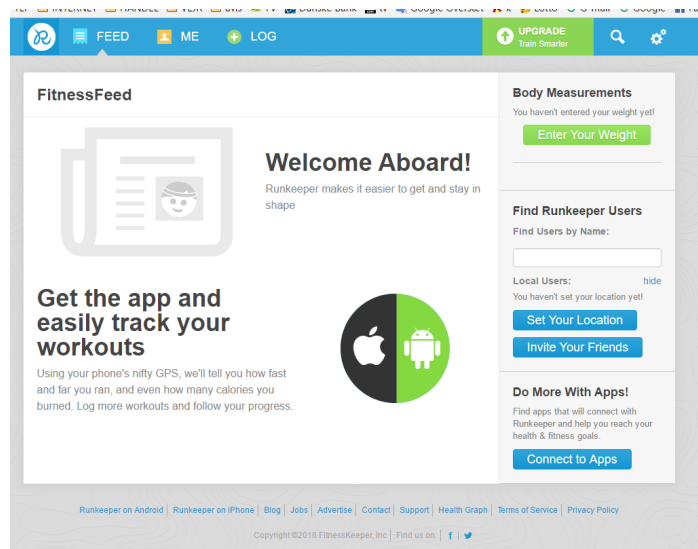 INTERNET
HANDEL
VEJR
avis
TV
Danske Bank
tv
Google Oversæt
K
Lotto
G-mail
Google
FEED
ME
LOG
UPGRADE
Train Smarter
FitnessFeed
Welcome Aboard!
Runkeeper makes it easier to get and stay in
shape
Get the app and
easily track your
workouts
Using your phone's nifty GPS, we'll tell you how fast
and far you ran, and even how many calories you
burned. Log more workouts and follow your progress.
Body Measurements
You haven't entered your weight yet!
Enter Your Weight
Find Runkeeper Users
Find Users by Name:
Local Users: hide
You haven't set your location yet!
Set Your Location
Invite Your Friends
Do More With Apps!
Find apps that will connect with
Runkeeper and help you reach your
health & fitness goals.
Connect to Apps
Runkeeper on Android | Runkeeper on iPhone | Blog | Jobs | Advertise | Contact | Support | Health Graph | Terms of Service | Privacy Policy
Copyright ©2016 FitnessKeeper, Inc | Find us on: |